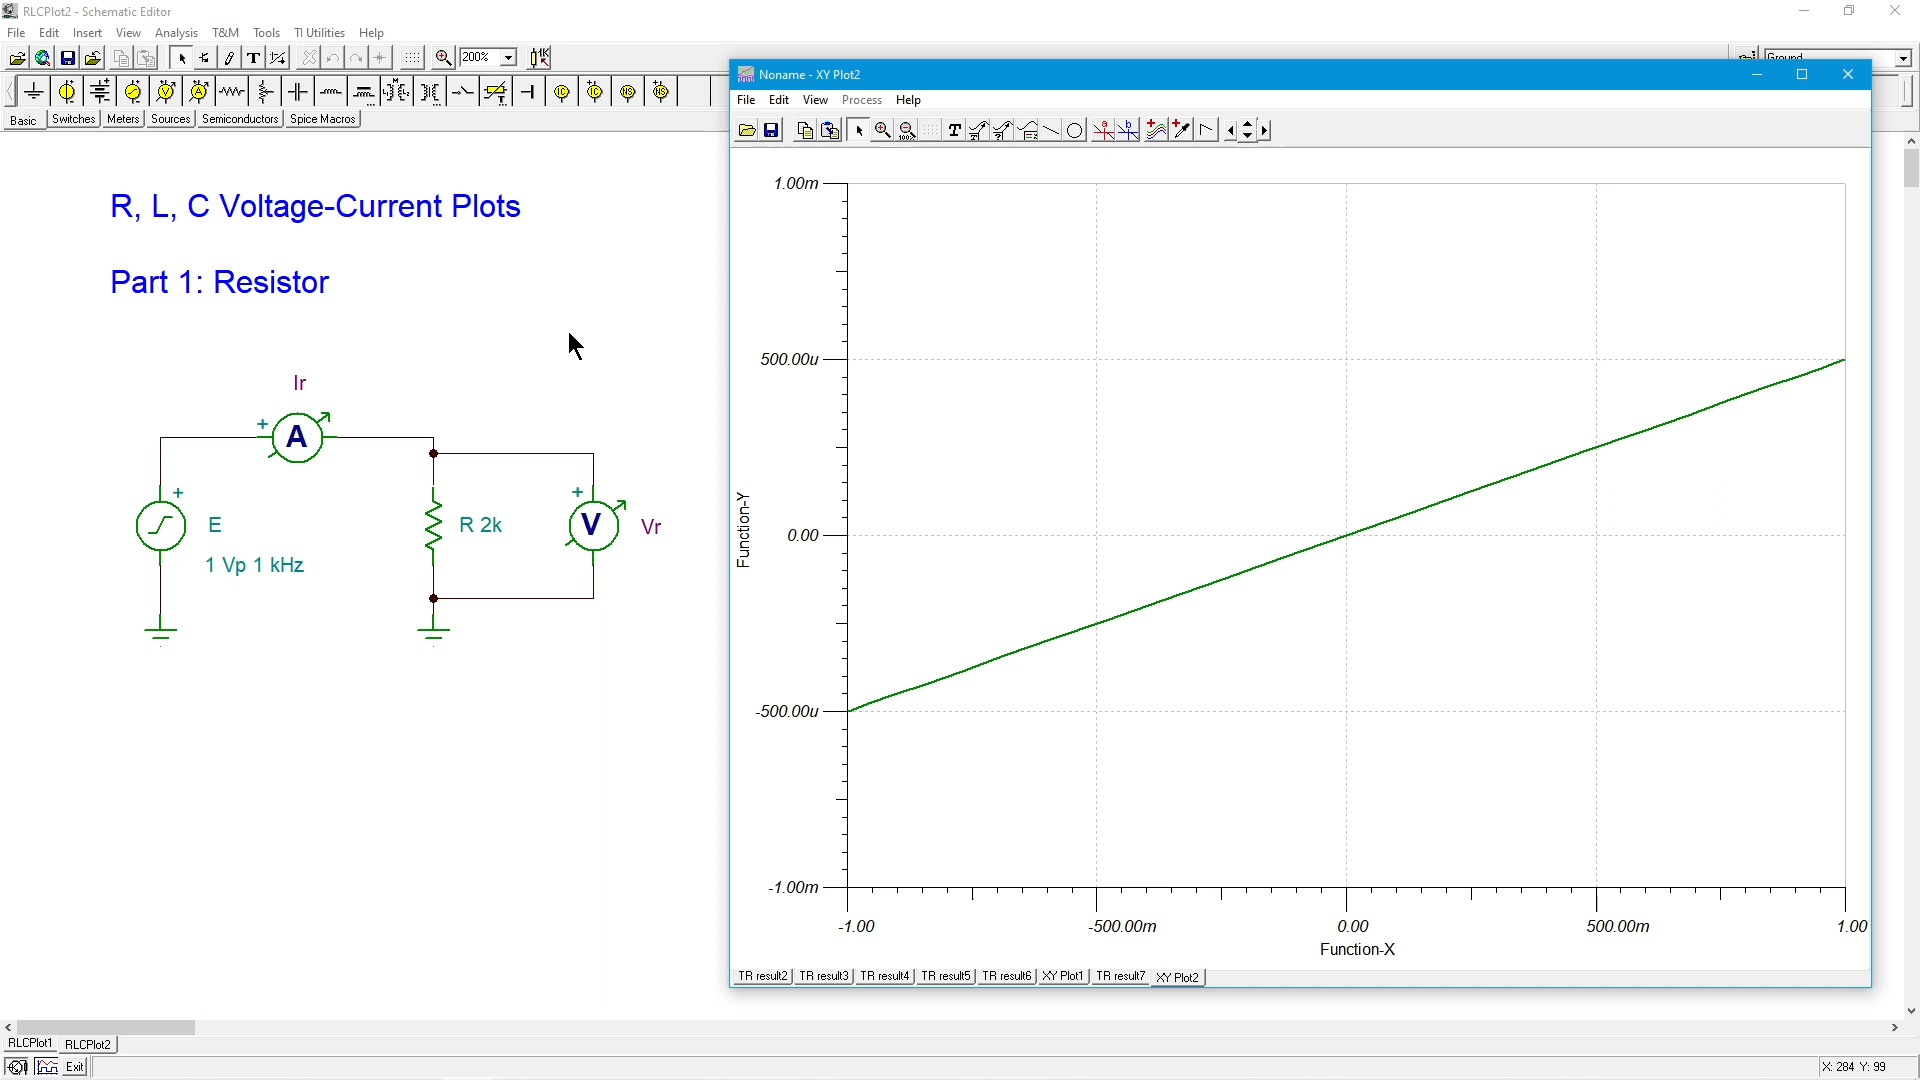 RLCPlot2 - Schematic Editor
File Edit Insert View Analysis T&M Tools TI Utilities Help
200%
Ground
Basic Switches Meters Sources Semiconductors Spice Macros
R, L, C Voltage-Current Plots
Part 1: Resistor
Ir
+
A
+
E
1 Vp 1 kHz
R 2k
+
V
Vr
Noname - XY Plot2
File Edit View Process Help
1.00m
500.00u
0.00
-500.00u
-1.00m
Function-Y
-1.00 -500.00m 0.00 500.00m 1.00
Function-X
TR result2 TR result3 TR result4 TR result5 TR result6 XY Plot1 TR result7 XY Plot2
RLCPlot1 RLCPlot2
Exit
X: 284 Y: 99